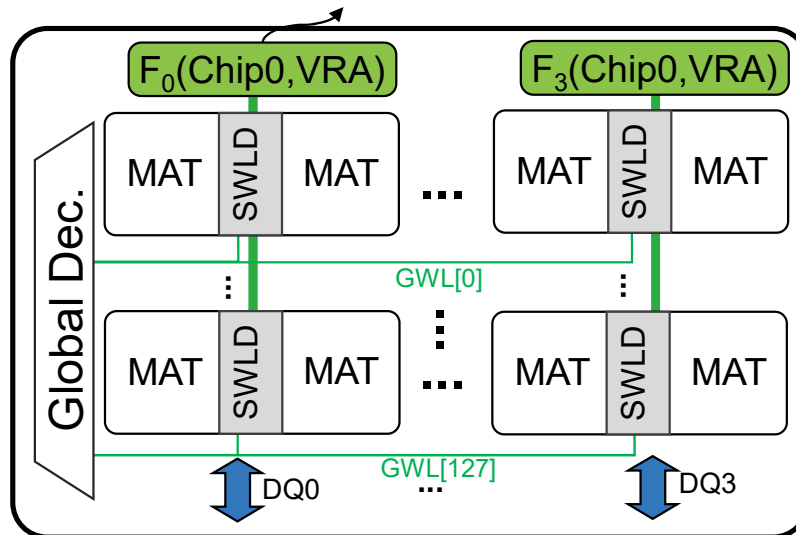 F₀(Chip0,VRA)
F₃(Chip0,VRA)
Global Dec.
MAT
SWLD
MAT
...
MAT
SWLD
MAT
GWL[0]
...
...
...
MAT
SWLD
MAT
...
MAT
SWLD
MAT
GWL[127]
DQ0
...
DQ3